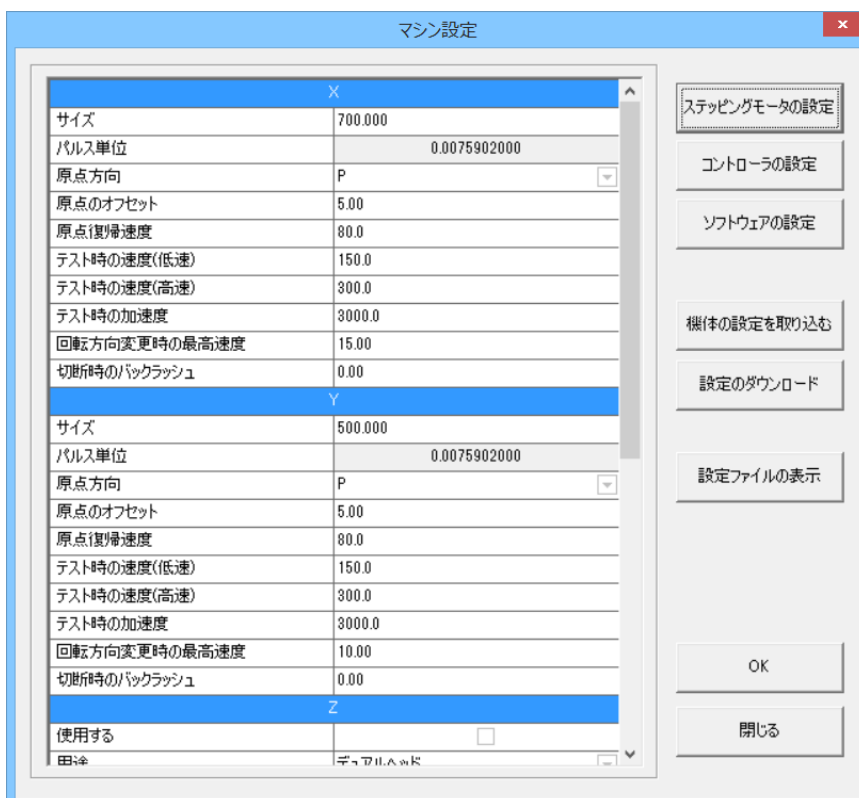 マシン設定
X
サイズ 700.000
パルス単位 0.0075902000
原点方向 P
原点のオフセット 5.00
原点復帰速度 80.0
テスト時の速度(低速) 150.0
テスト時の速度(高速) 300.0
テスト時の加速度 3000.0
回転方向変更時の最高速度 15.00
切断時のバックラッシュ 0.00
Y
サイズ 500.000
パルス単位 0.0075902000
原点方向 P
原点のオフセット 5.00
原点復帰速度 80.0
テスト時の速度(低速) 150.0
テスト時の速度(高速) 300.0
テスト時の加速度 3000.0
回転方向変更時の最高速度 10.00
切断時のバックラッシュ 0.00
Z
使用する
用途 デュアルヘッド
ステッピングモータの設定
コントローラの設定
ソフトウェアの設定
機体の設定を取り込む
設定のダウンロード
設定ファイルの表示
OK
閉じる